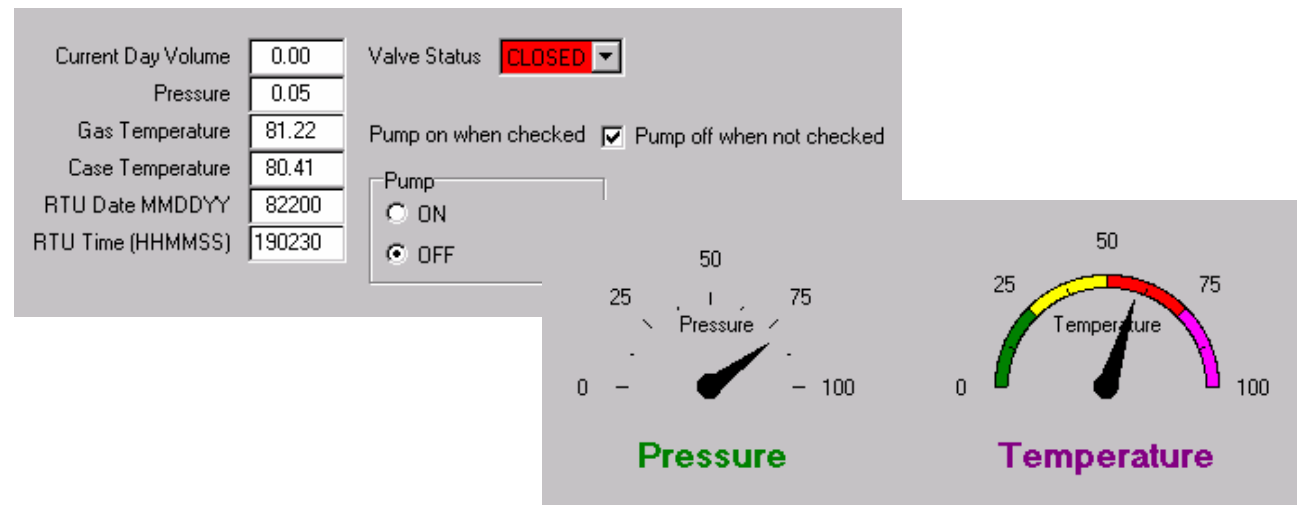 Current Day Volume 0.00
Pressure 0.05
Gas Temperature 81.22
Case Temperature 80.41
RTU Date MMDDYY 82200
RTU Time (HHMMSS) 190230
Valve Status CLOSED
Pump on when checked Pump off when not checked
Pump
ON
OFF
50
25 75
Pressure
0 100
Pressure
50
25 75
Temperature
0 100
Temperature